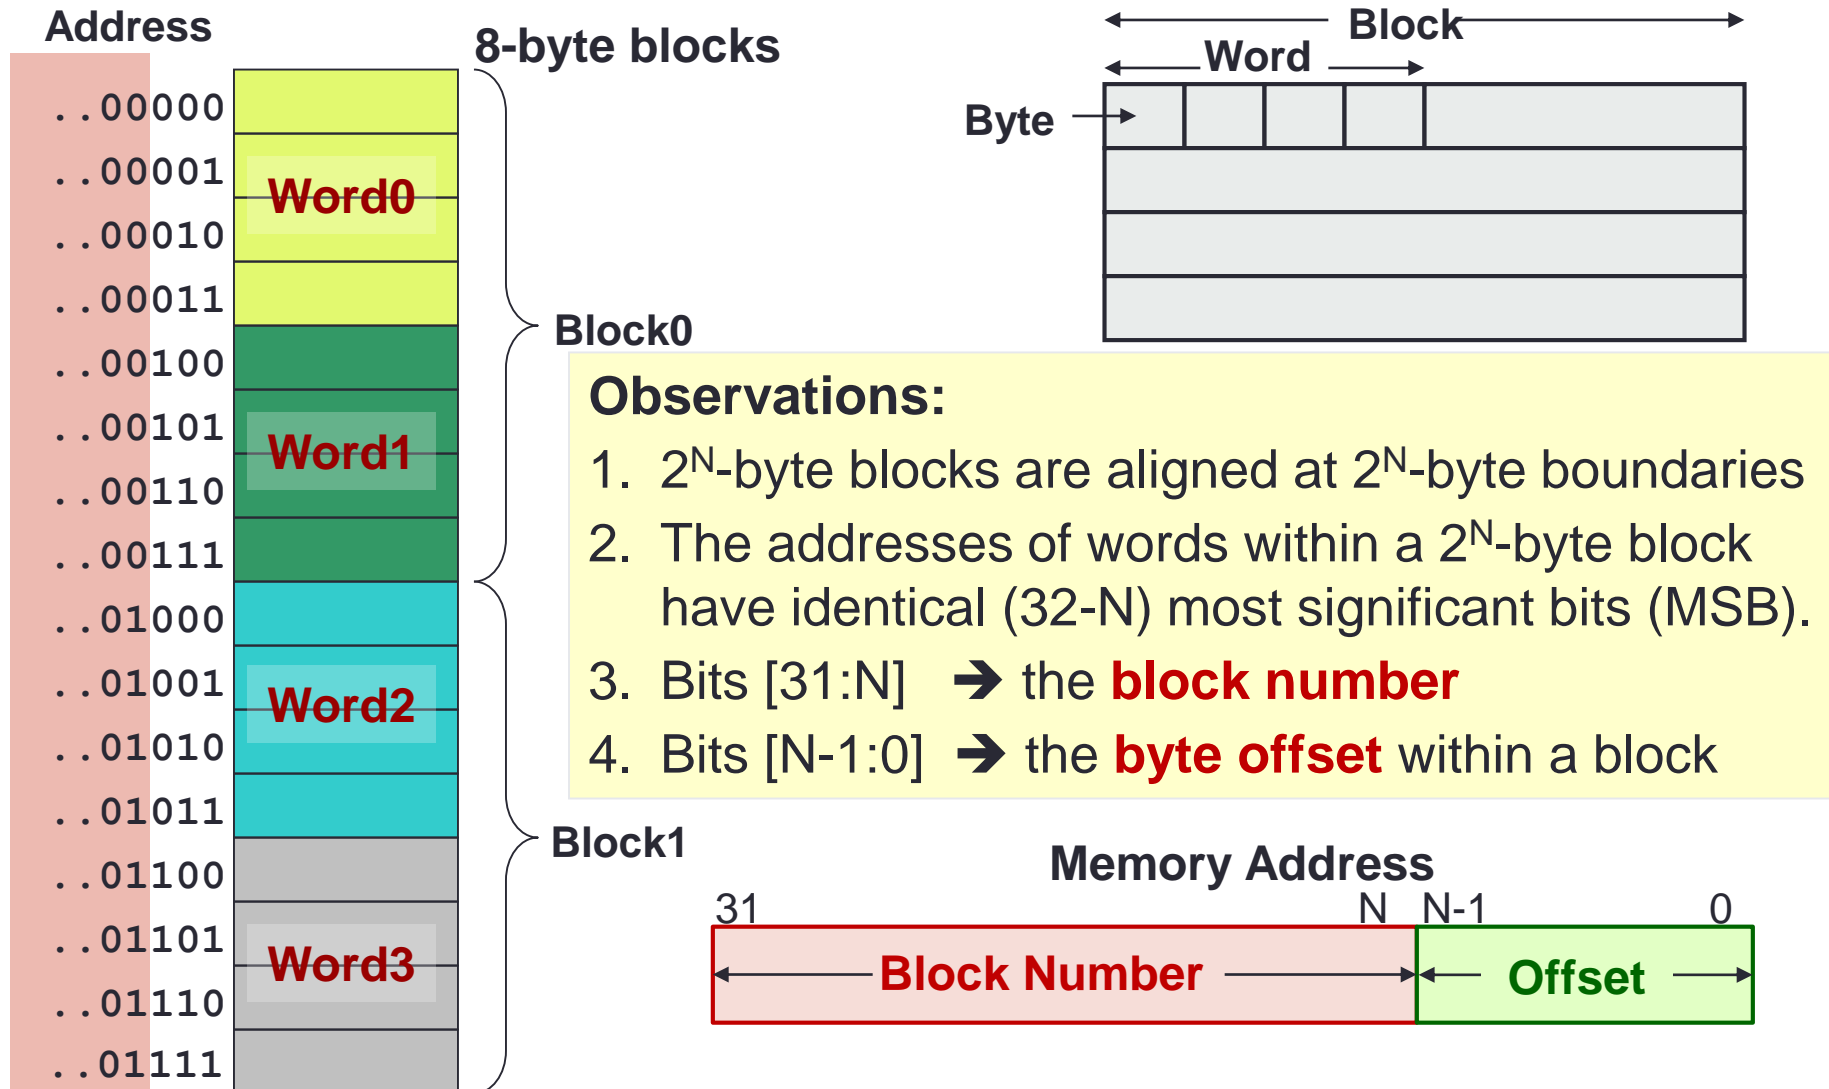 Address
8-byte blocks
..00000
..00001
..00010
..00011
..00100
..00101
..00110
..00111
..01000
..01001
..01010
..01011
..01100
..01101
..01110
..01111
Word0
Word1
Word2
Word3
Block0
Block1
Block
Word
Byte
Observations:
1. 2ᴺ-byte blocks are aligned at 2ᴺ-byte boundaries
2. The addresses of words within a 2ᴺ-byte block
have identical (32-N) most significant bits (MSB).
3. Bits [31:N] ➔ the block number
4. Bits [N-1:0] ➔ the byte offset within a block
Memory Address
31 N N-1 0
Block Number Offset